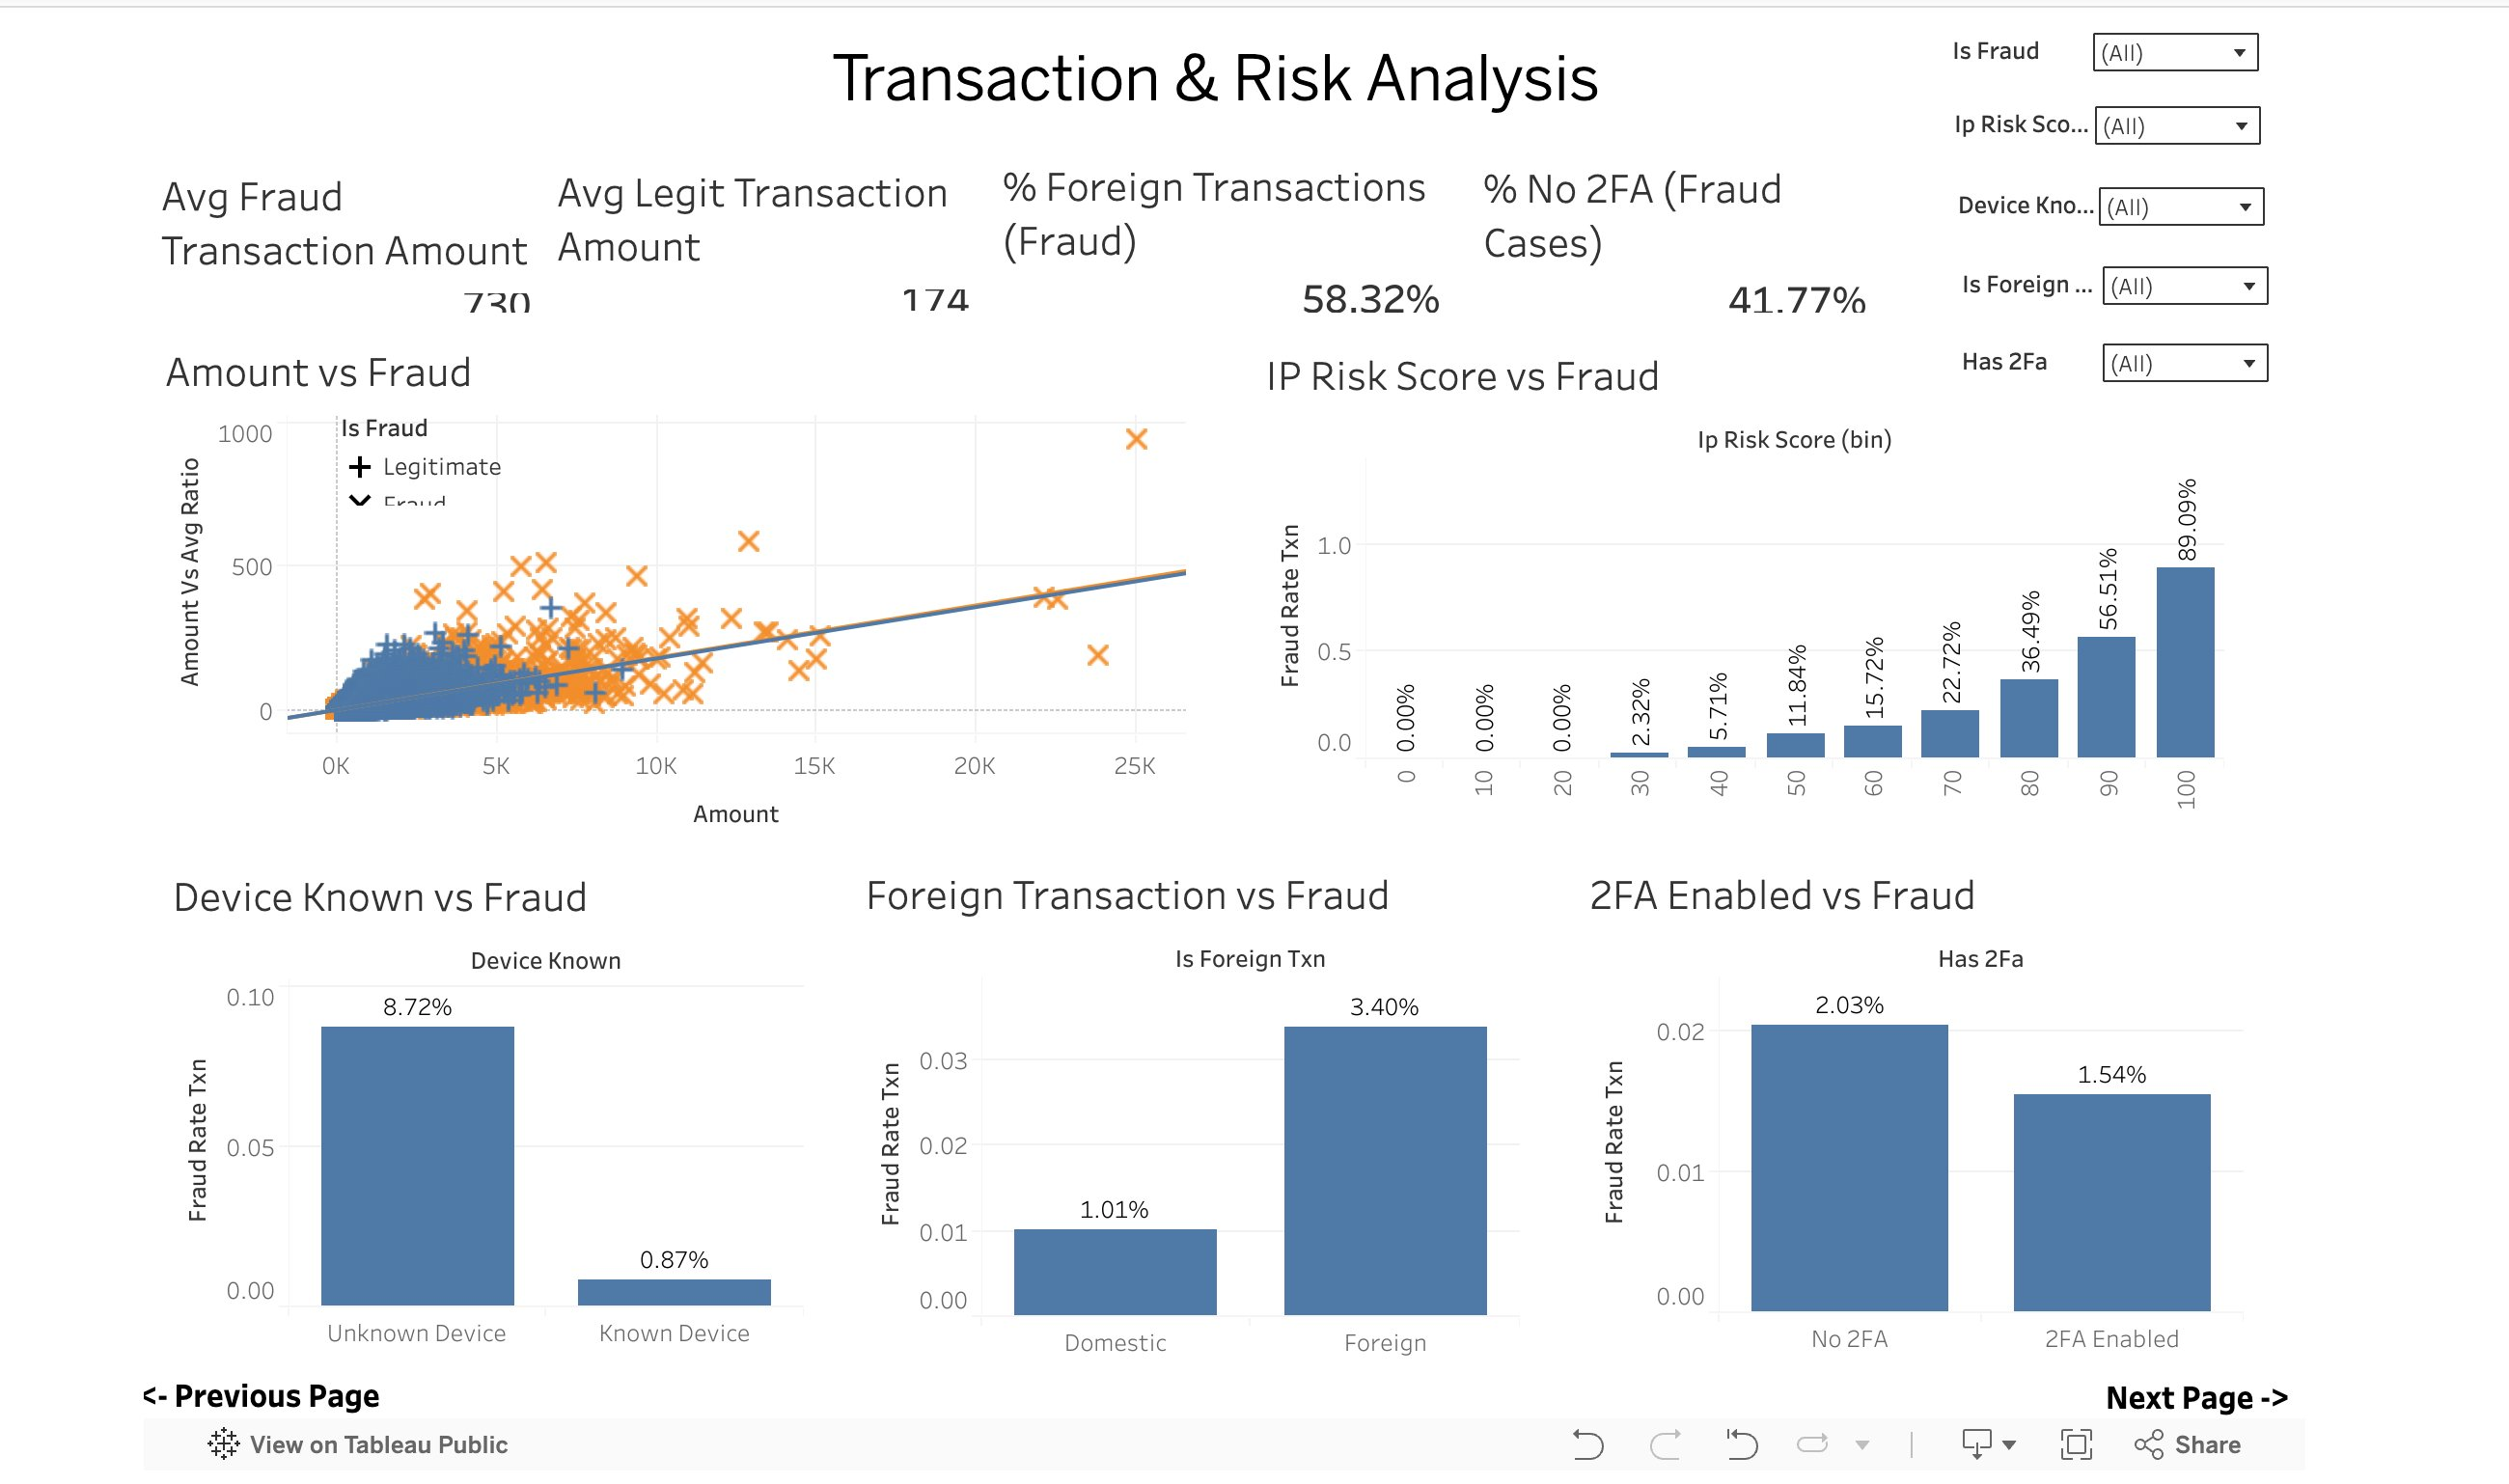 Transaction & Risk Analysis
Is Fraud (All)
Ip Risk Sco... (All)
Device Kno... (All)
Is Foreign ... (All)
Has 2Fa (All)
Avg Fraud
Transaction Amount
730
Avg Legit Transaction
Amount
174
% Foreign Transactions
(Fraud)
58.32%
% No 2FA (Fraud
Cases)
41.77%
Amount vs Fraud
Is Fraud
Legitimate
Fraud
Amount Vs Avg Ratio
1000
500
0
0K 5K 10K 15K 20K 25K
Amount
IP Risk Score vs Fraud
Ip Risk Score (bin)
Fraud Rate Txn
1.0
0.5
0.0
0.00% 0.00% 0.00% 2.32% 5.71% 11.84% 15.72% 22.72% 36.49% 56.51% 89.09%
0 10 20 30 40 50 60 70 80 90 100
Device Known vs Fraud
Device Known
Fraud Rate Txn
0.10
0.05
0.00
8.72%
0.87%
Unknown Device Known Device
Foreign Transaction vs Fraud
Is Foreign Txn
Fraud Rate Txn
0.03
0.02
0.01
0.00
1.01%
3.40%
Domestic Foreign
2FA Enabled vs Fraud
Has 2Fa
Fraud Rate Txn
0.02
0.01
0.00
2.03%
1.54%
No 2FA 2FA Enabled
<- Previous Page
Next Page ->
View on Tableau Public
Share